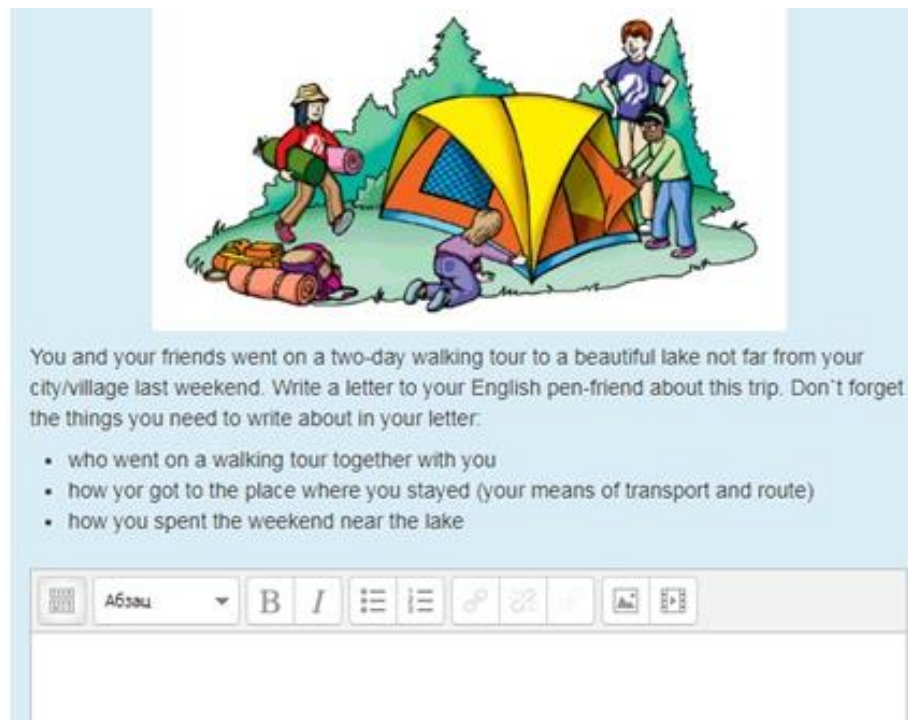 You and your friends went on a two-day walking tour to a beautiful lake not far from your
city/village last weekend. Write a letter to your English pen-friend about this trip. Don`t forget
the things you need to write about in your letter:
• who went on a walking tour together with you
• how yor got to the place where you stayed (your means of transport and route)
• how you spent the weekend near the lake
Абзац B I